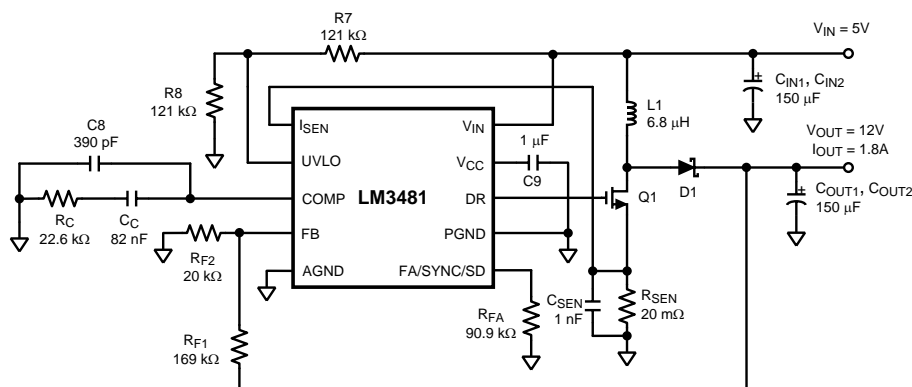 R7
121 kΩ
V_IN = 5V
R8
121 kΩ
C_IN1, C_IN2
150 μF
L1
6.8 μH
C8
390 pF
I_SEN
V_IN
1 μF
V_OUT = 12V
I_OUT = 1.8A
UVLO
V_CC
C9
D1
COMP
LM3481
DR
Q1
C_OUT1, C_OUT2
150 μF
R_C
22.6 kΩ
C_C
82 nF
R_F2
20 kΩ
FB
PGND
AGND
FA/SYNC/SD
C_SEN
1 nF
R_SEN
20 mΩ
R_FA
90.9 kΩ
R_F1
169 kΩ